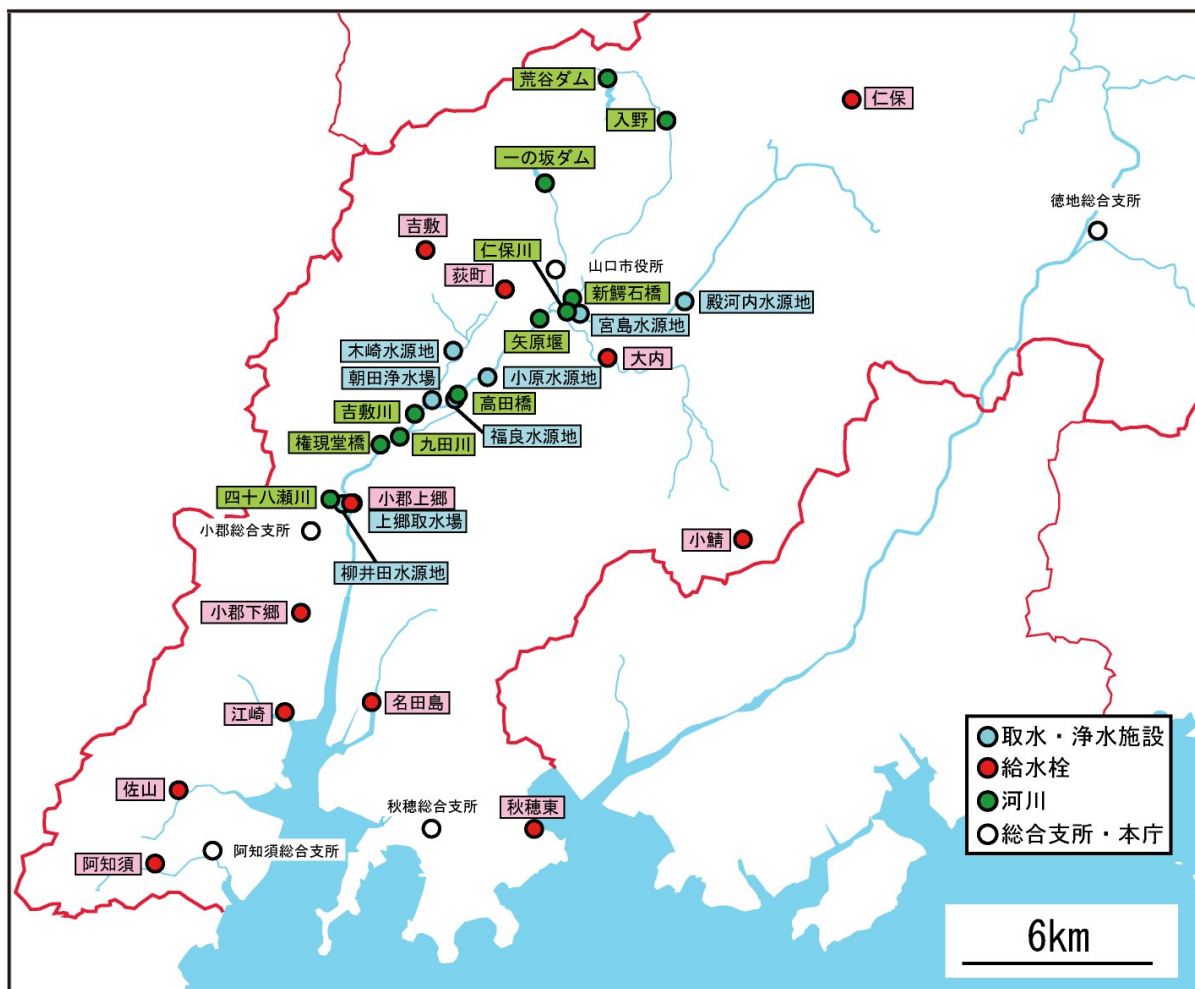 荒谷ダム
仁保
入野
一の坂ダム
徳地総合支所
吉敷
仁保川
山口市役所
荻町
新鰐石橋
殿河内水源地
宮島水源地
矢原堰
木崎水源地
大内
朝田浄水場
小原水源地
高田橋
吉敷川
福良水源地
九田川
権現堂橋
四十八瀬川
小郡上郷
上郷取水場
小郡総合支所
小鯖
柳井田水源地
小郡下郷
名田島
江崎
取水・浄水施設
給水栓
河川
総合支所・本庁
佐山
秋穂総合支所
秋穂東
阿知須総合支所
阿知須
6km